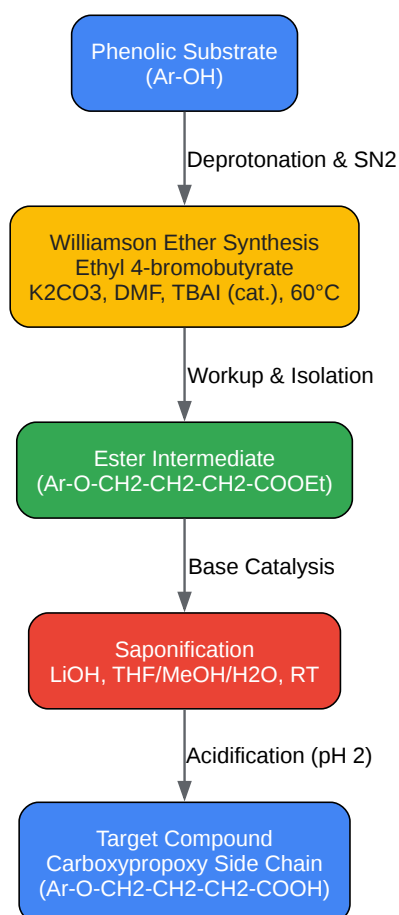 Phenolic Substrate
(Ar-OH)
Deprotonation & SN2
Williamson Ether Synthesis
Ethyl 4-bromobutyrate
K2CO3, DMF, TBAI (cat.), 60°C
Workup & Isolation
Ester Intermediate
(Ar-O-CH2-CH2-CH2-COOEt)
Base Catalysis
Saponification
LiOH, THF/MeOH/H2O, RT
Acidification (pH 2)
Target Compound
Carboxypropoxy Side Chain
(Ar-O-CH2-CH2-CH2-COOH)